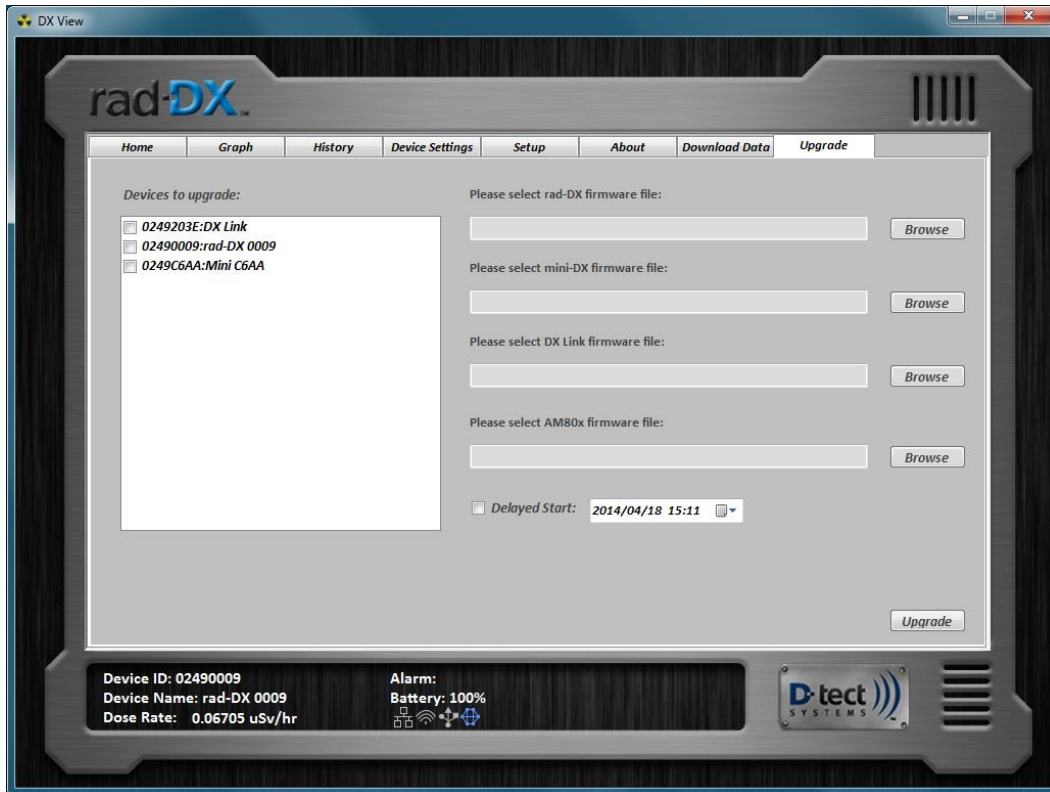 DX View
rad-DX™
Home Graph History Device Settings Setup About Download Data Upgrade
Devices to upgrade:
0249203E:DX Link
02490009:rad-DX 0009
0249C6AA:Mini C6AA
Please select rad-DX firmware file:
Browse
Please select mini-DX firmware file:
Browse
Please select DX Link firmware file:
Browse
Please select AM80x firmware file:
Browse
Delayed Start: 2014/04/18 15:11
Upgrade
Device ID: 02490009
Device Name: rad-DX 0009
Dose Rate: 0.06705 uSv/hr
Alarm:
Battery: 100%
D-tect
SYSTEMS